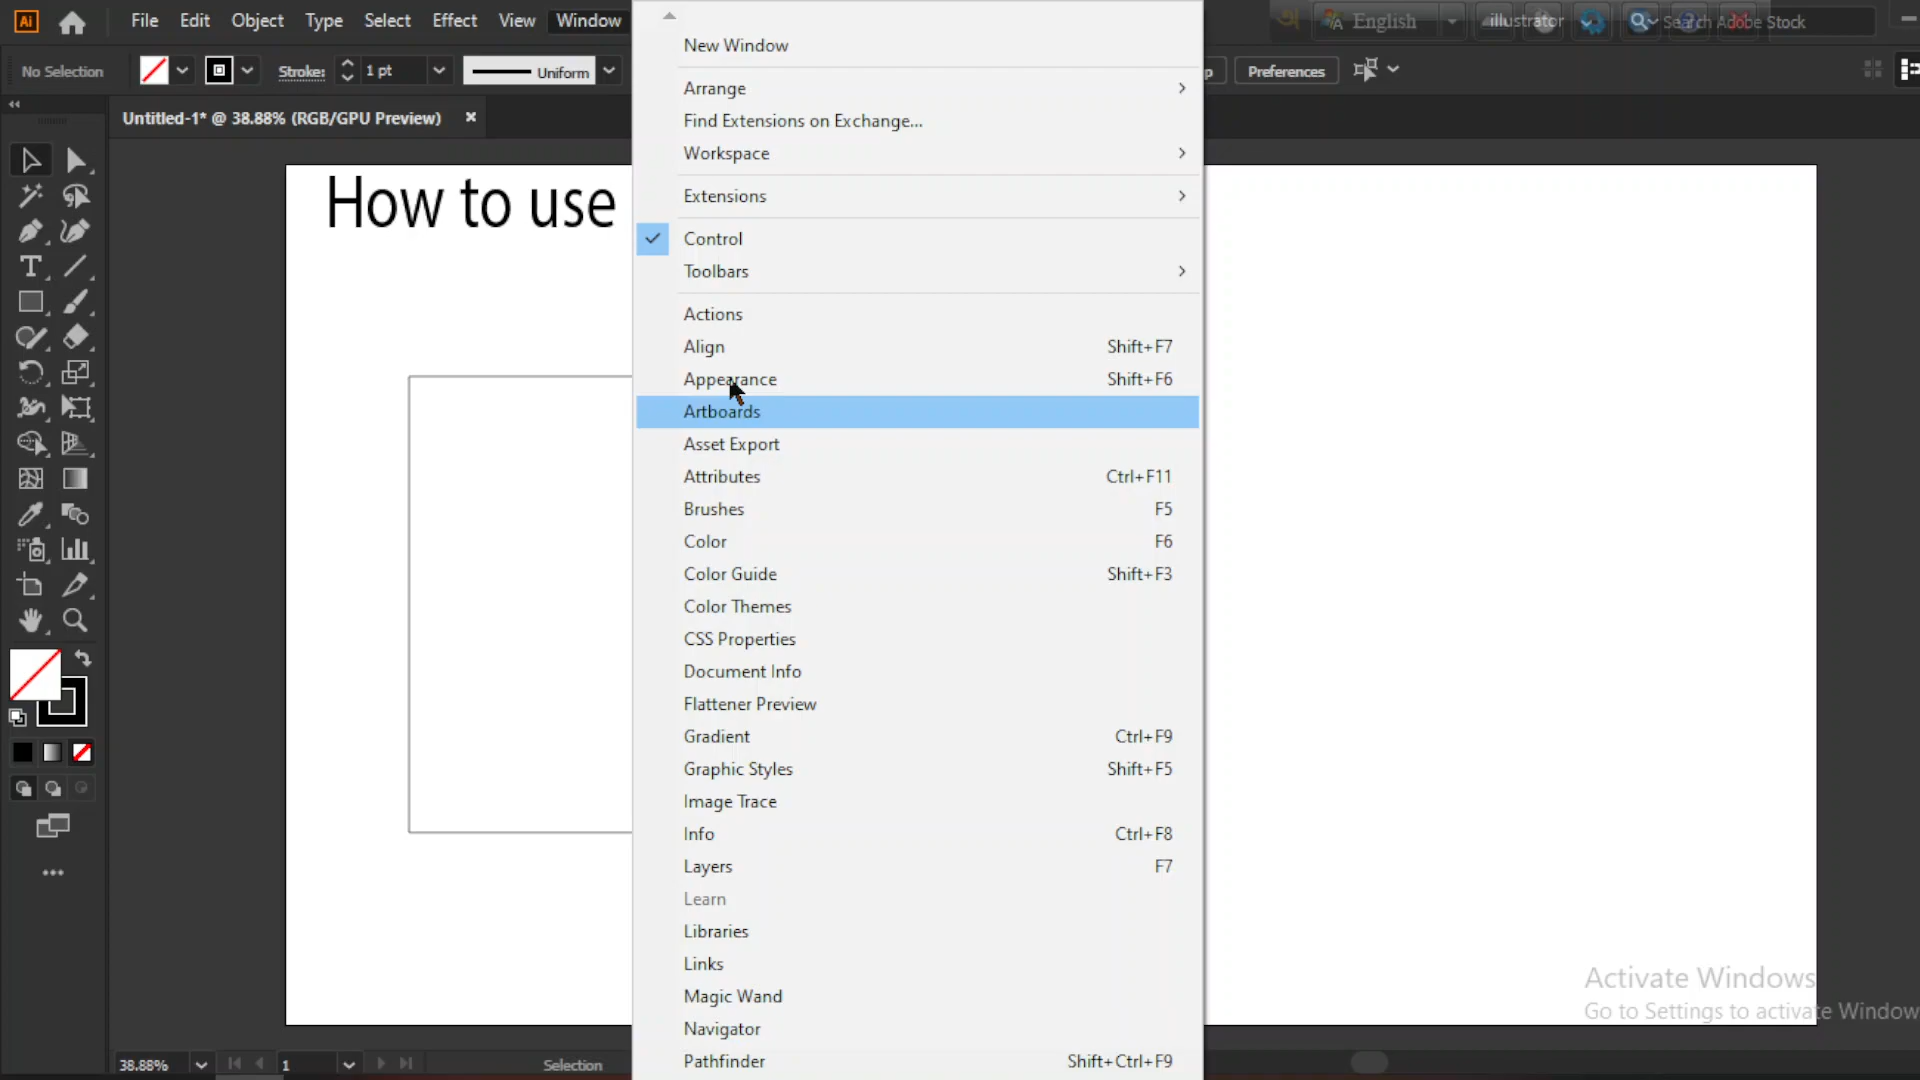 Ai File Edit Object Type Select Effect View Window
English illustrator Search Adobe Stock
No Selection Stroke: 1 pt Uniform Preferences
Untitled-1* @ 38.88% (RGB/GPU Preview) ×
How to use
New Window
Arrange
Find Extensions on Exchange...
Workspace
Extensions
Control
Toolbars
Actions
Align Shift+F7
Appearance Shift+F6
Artboards
Asset Export
Attributes Ctrl+F11
Brushes F5
Color F6
Color Guide Shift+F3
Color Themes
CSS Properties
Document Info
Flattener Preview
Gradient Ctrl+F9
Graphic Styles Shift+F5
Image Trace
Info Ctrl+F8
Layers F7
Learn
Libraries
Links
Magic Wand
Navigator
Pathfinder Shift+Ctrl+F9
Activate Windows
Go to Settings to activate Window
38.88% 1 Selection